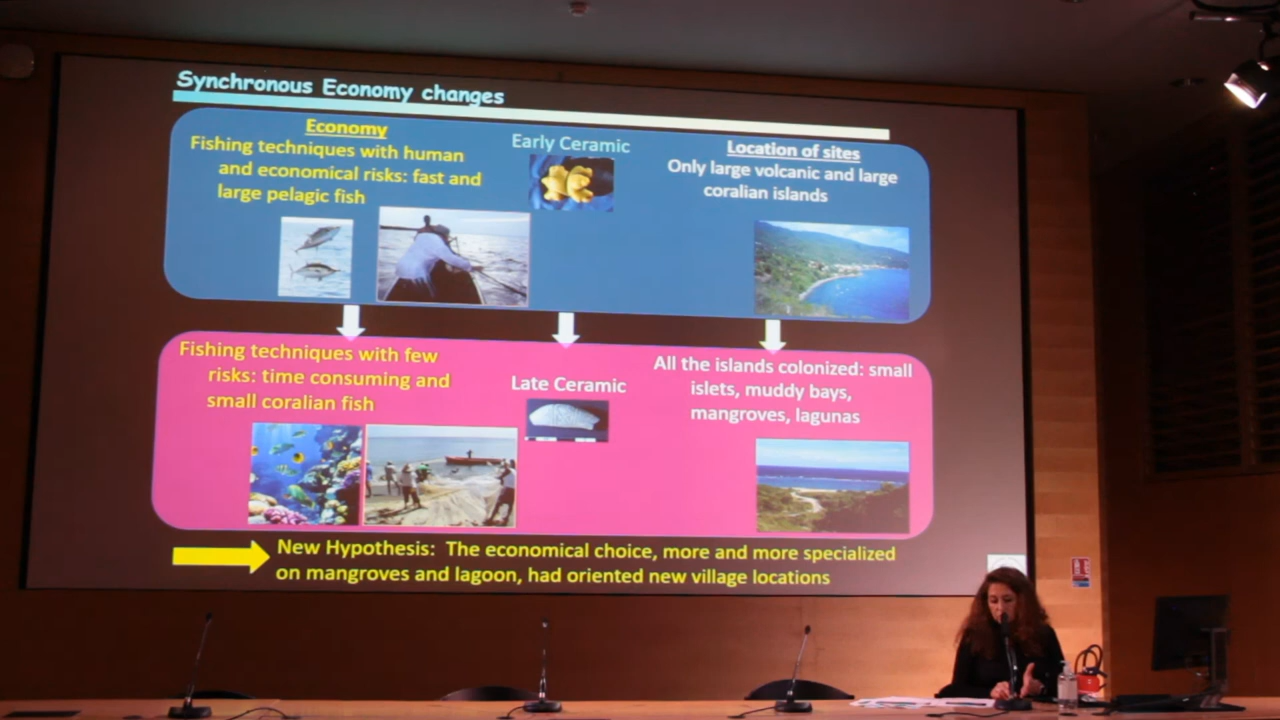 Synchronous Economy changes
Economy
Fishing techniques with human
and economical risks: fast and
large pelagic fish
Early Ceramic
Location of sites
Only large volcanic and large
coralian islands
Fishing techniques with few
risks: time consuming and
small coralian fish
Late Ceramic
All the islands colonized: small
islets, muddy bays,
mangroves, lagunas
New Hypothesis: The economical choice, more and more specialized
on mangroves and lagoon, had oriented new village locations